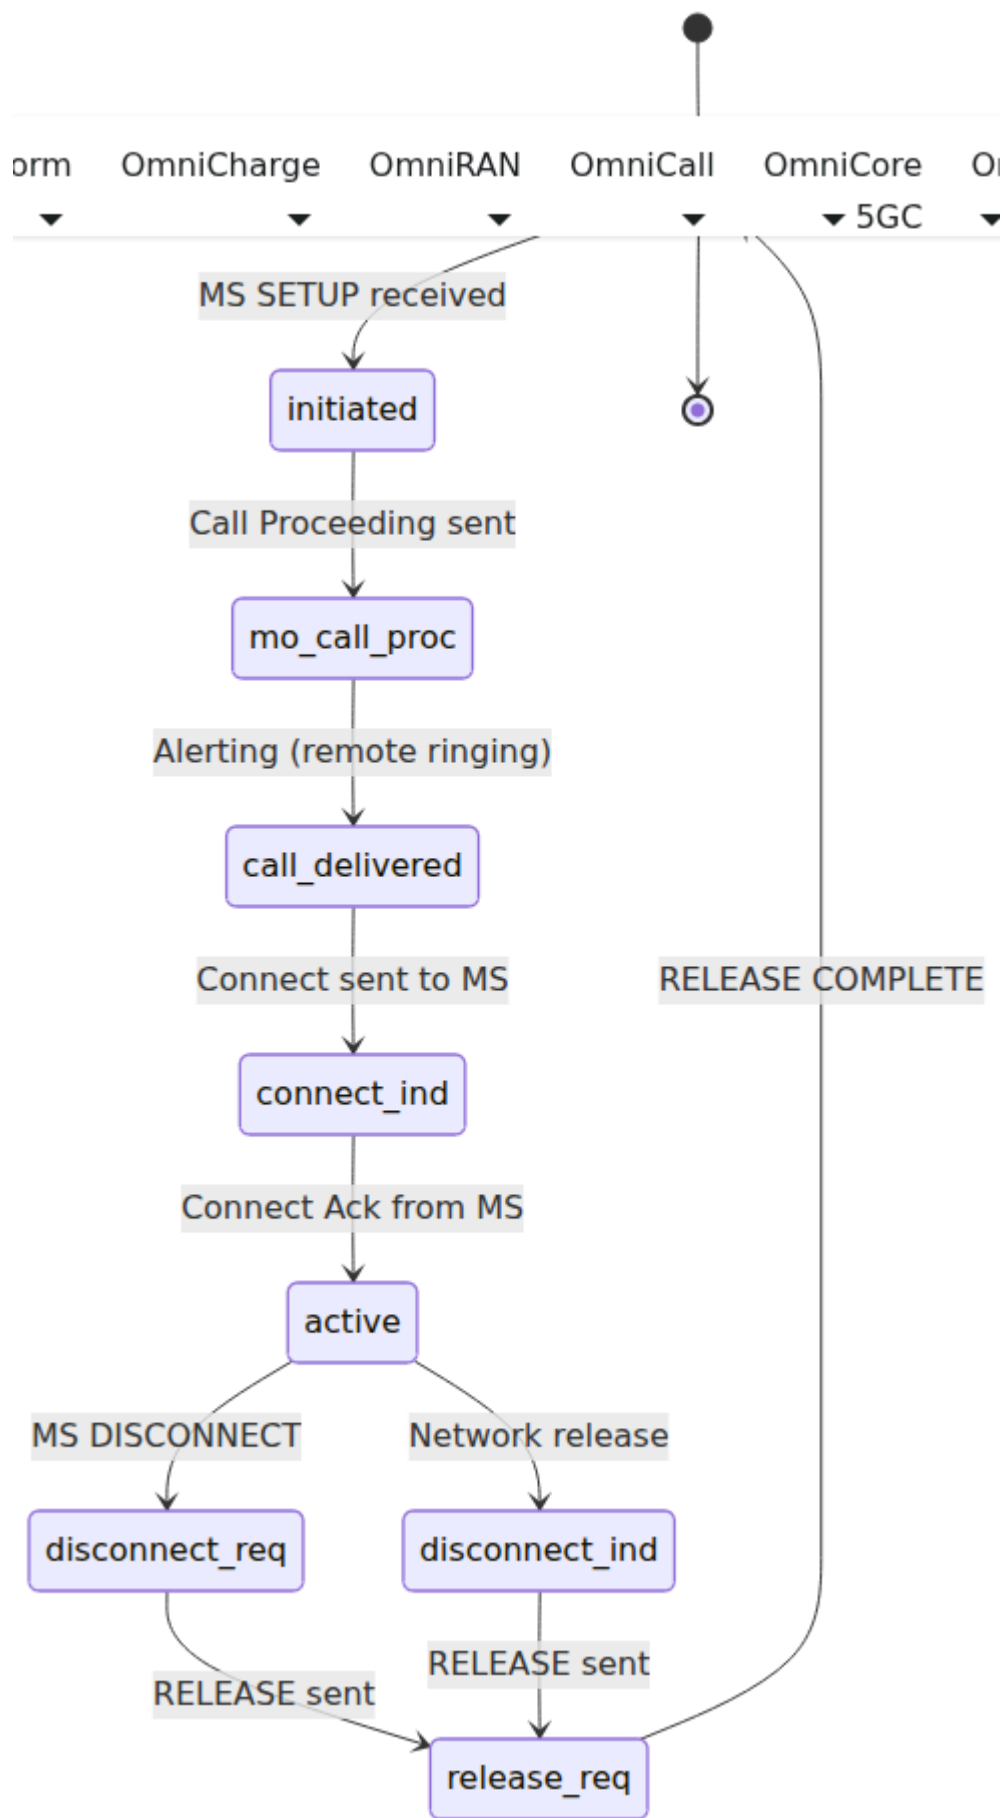 orm OmniCharge OmniRAN OmniCall OmniCore
5GC
MS SETUP received
initiated
Call Proceeding sent
mo_call_proc
Alerting (remote ringing)
call_delivered
Connect sent to MS
RELEASE COMPLETE
connect_ind
Connect Ack from MS
active
MS DISCONNECT
Network release
disconnect_req
disconnect_ind
RELEASE sent
RELEASE sent
release_req